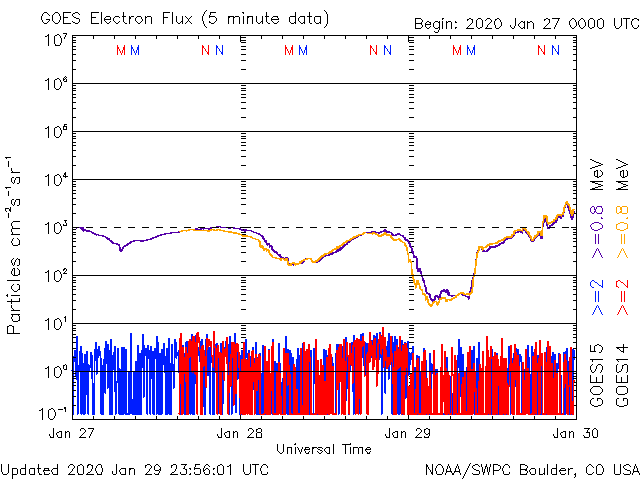 GOES Electron Flux (5 minute data)
Begin: 2020 Jan 27 0000 UTC
10⁷
M M N N M M N N M M N N
10⁶
10⁵
10⁴
10³
10²
10¹
10⁰
10⁻¹
Particles cm⁻²s⁻¹sr⁻¹
>=2 >=0.8 MeV
>=2 >=0.8 MeV
GOES15
GOES14
Jan 27 Jan 28 Jan 29 Jan 30
Universal Time
Updated 2020 Jan 29 23:56:01 UTC
NOAA/SWPC Boulder, CO USA